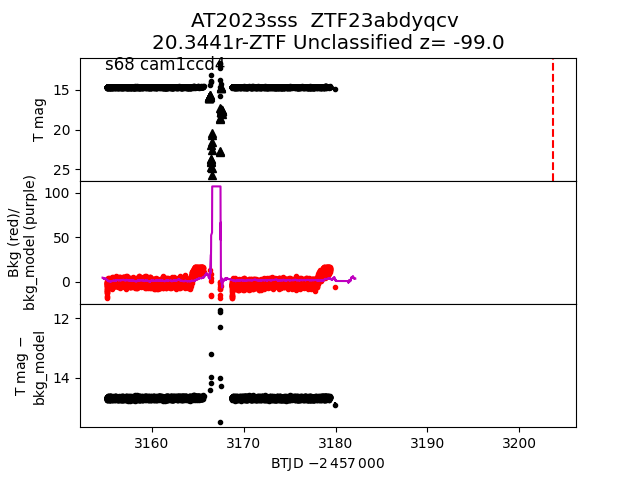 AT2023sss ZTF23abdyqcv
20.3441r-ZTF Unclassified z= -99.0
s68 cam1ccd4
15
20
25
T mag
100
50
0
Bkg (red)/
bkg_model (purple)
12
14
T mag −
bkg_model
3160 3170 3180 3190 3200
BTJD −2 457 000